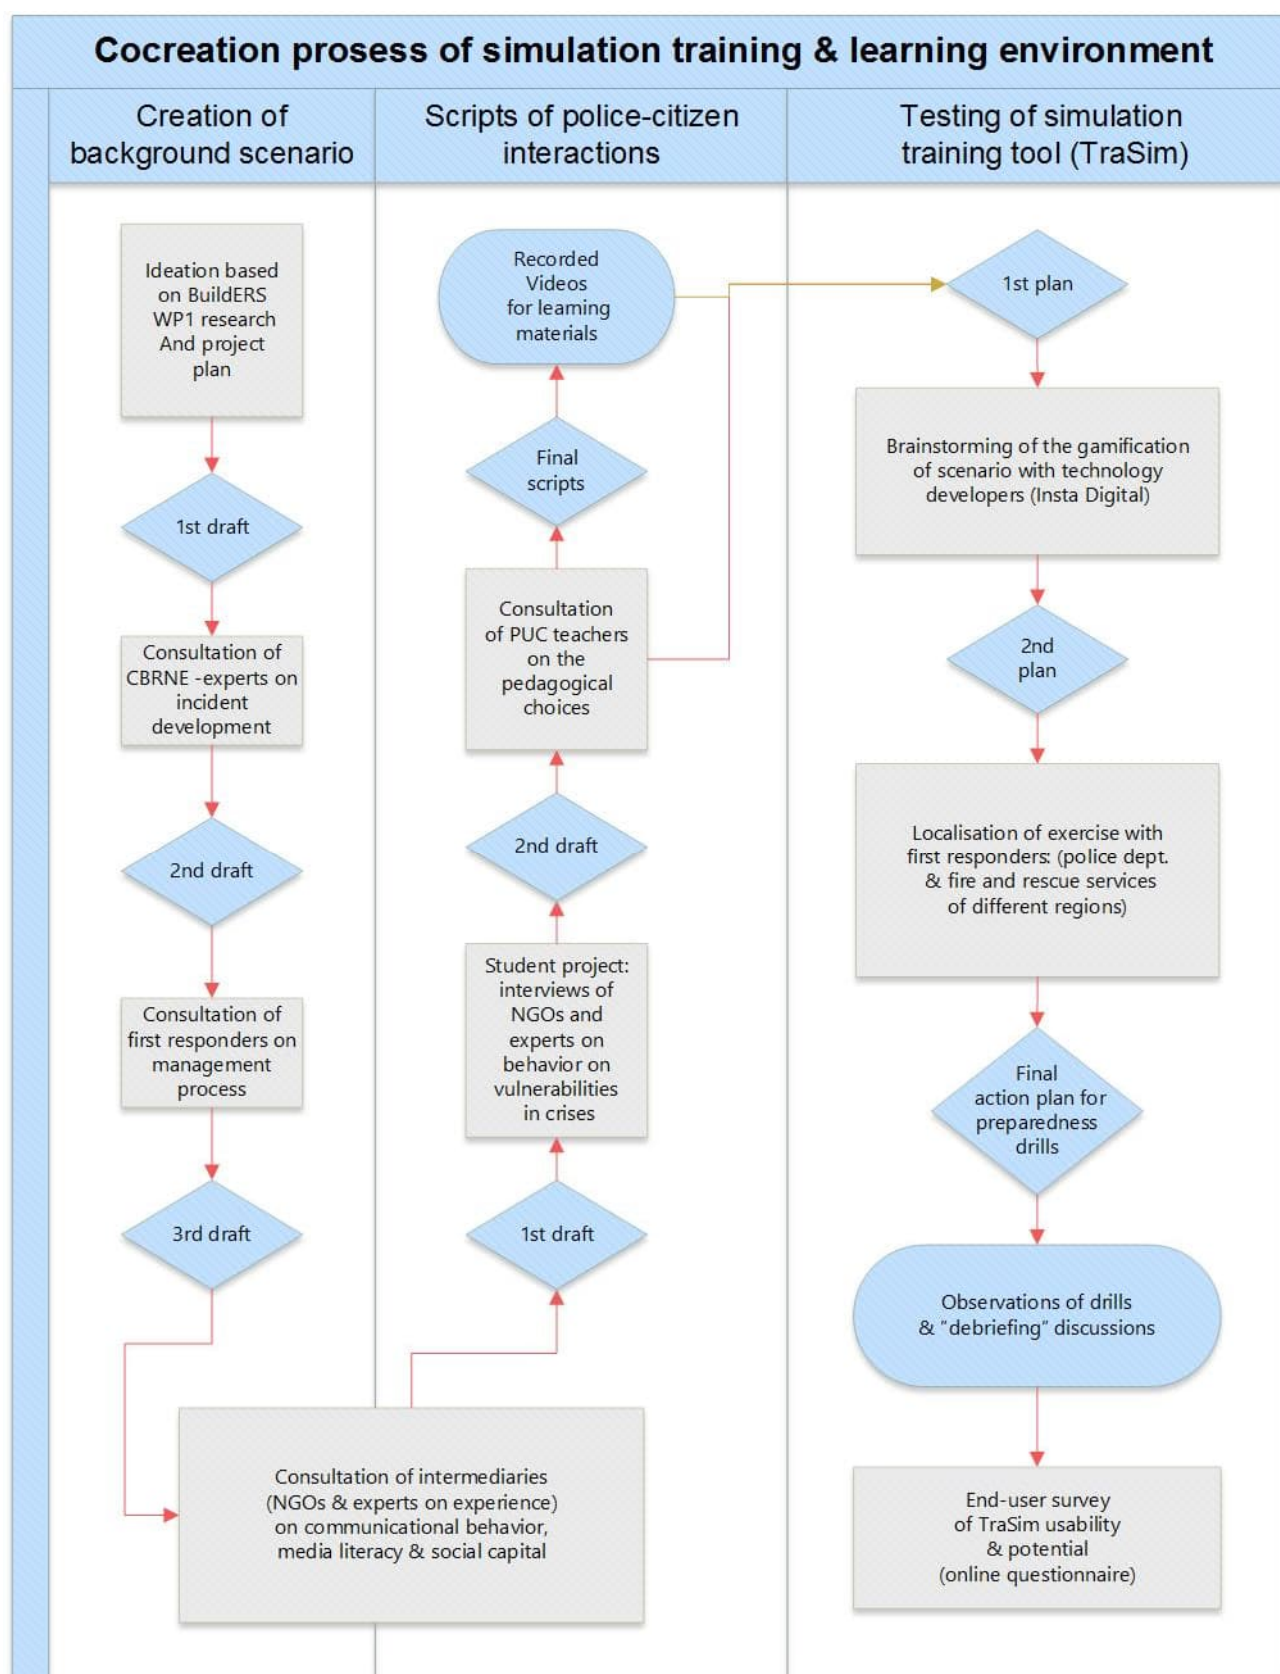 Cocreation prosess of simulation training & learning environment
Creation of
background scenario
Scripts of police-citizen
interactions
Testing of simulation
training tool (TraSim)
Ideation based
on BuildERS
WP1 research
And project
plan
1st draft
Consultation of
CBRNE -experts on
incident
development
2nd draft
Consultation of
first responders on
management
process
3rd draft
Consultation of intermediaries
(NGOs & experts on experience)
on communicational behavior,
media literacy & social capital
Recorded
Videos
for learning
materials
Final
scripts
Consultation
of PUC teachers
on the
pedagogical
choices
2nd draft
Student project:
interviews of
NGOs and
experts on
behavior on
vulnerabilities
in crises
1st draft
1st plan
Brainstorming of the gamification
of scenario with technology
developers (Insta Digital)
2nd
plan
Localisation of exercise with
first responders: (police dept.
& fire and rescue services
of different regions)
Final
action plan for
preparedness
drills
Observations of drills
& "debriefing" discussions
End-user survey
of TraSim usability
& potential
(online questionnaire)